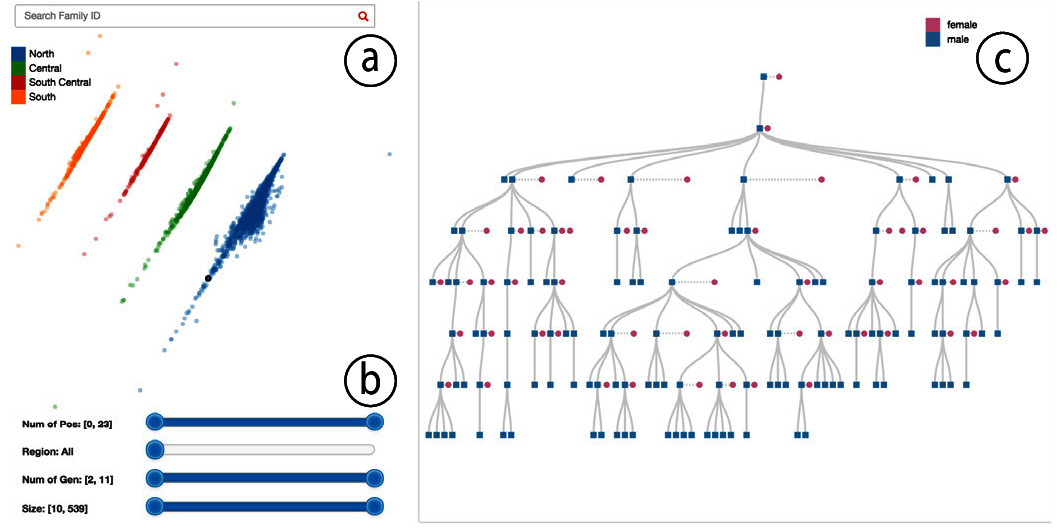 Search Family ID
a
North
Central
South Central
South
b
Num of Pos: [0, 23]
Region: All
Num of Gen: [2, 11]
Size: [10, 539]
female
male
c